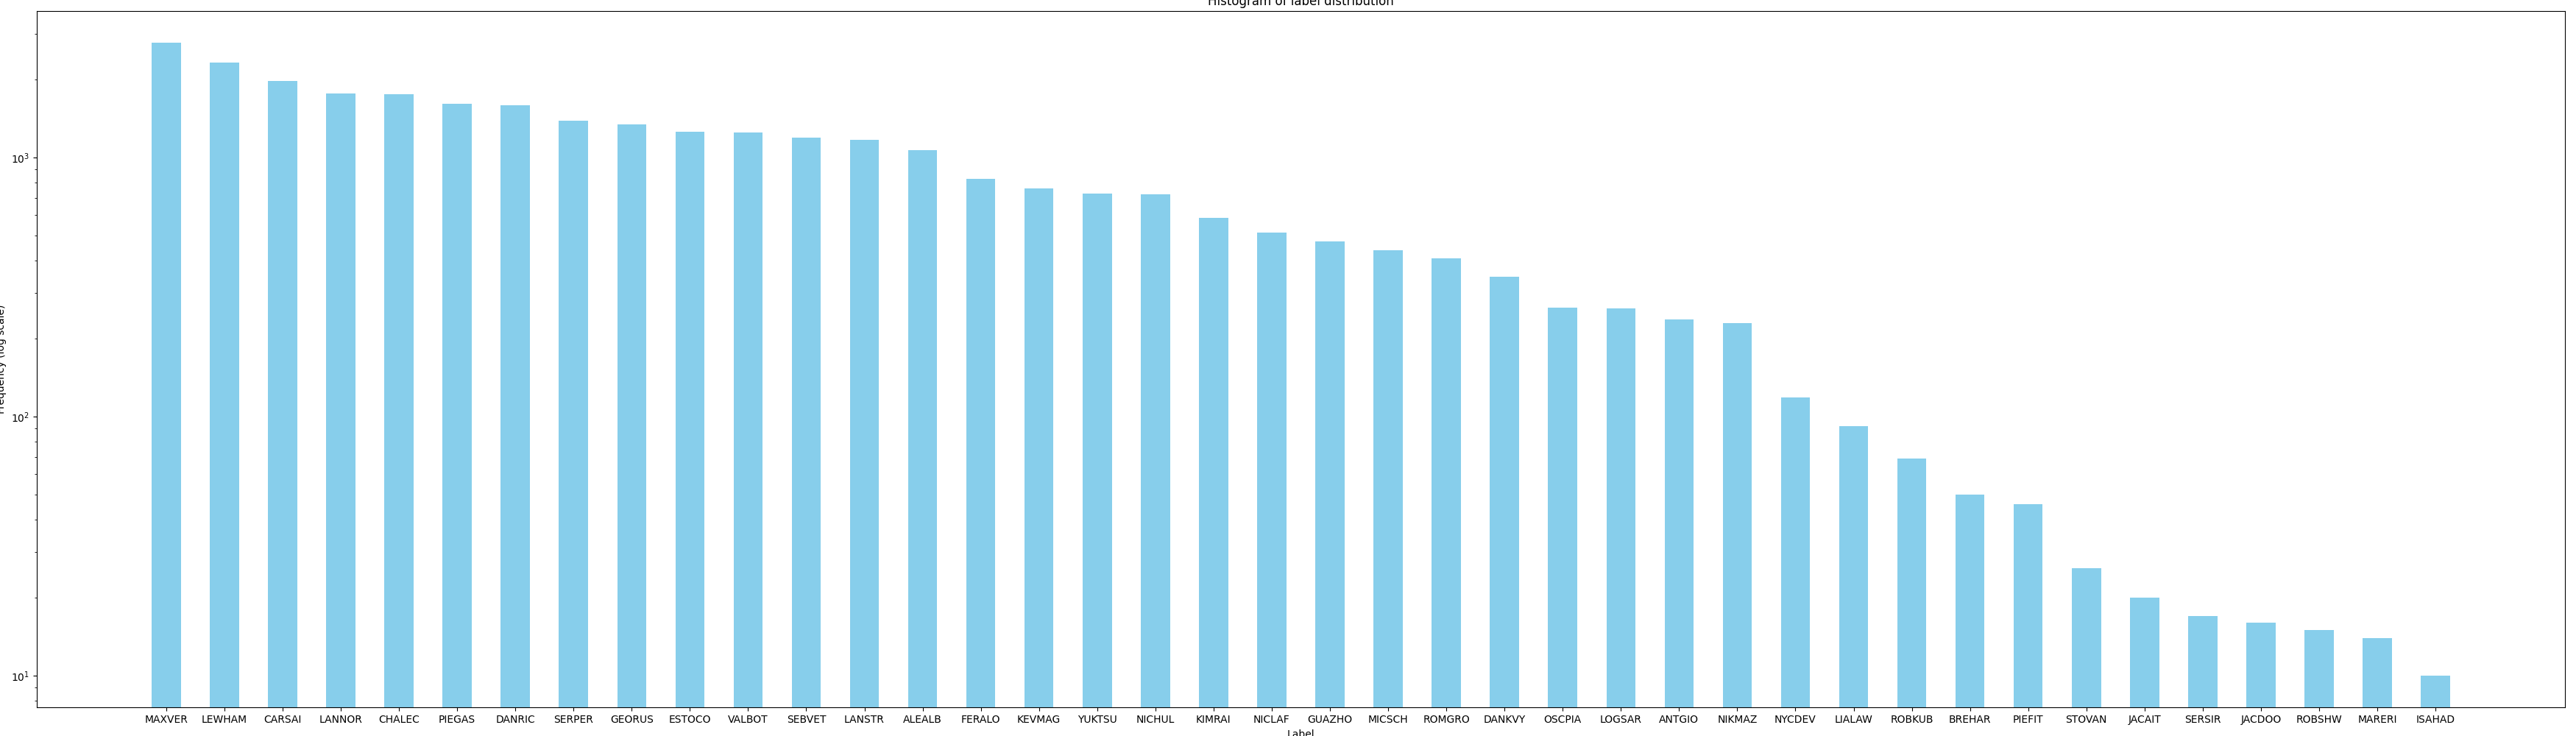 Histogram of label distribution
Frequency (log scale)
10³
10²
10¹
MAXVER LEWHAM CARSAI LANNOR CHALEC PIEGAS DANRIC SERPER GEORUS ESTOCO VALBOT SEBVET LANSTR ALEALB FERALO KEVMAG YUKTSU NICHUL KIMRAI NICLAF GUAZHO MICSCH ROMGRO DANKVY OSCPIA LOGSAR ANTGIO NIKMAZ NYCDEV LIALAW ROBKUB BREHAR PIEFIT STOVAN JACAIT SERSIR JACDOO ROBSHW MARERI ISAHAD
Label